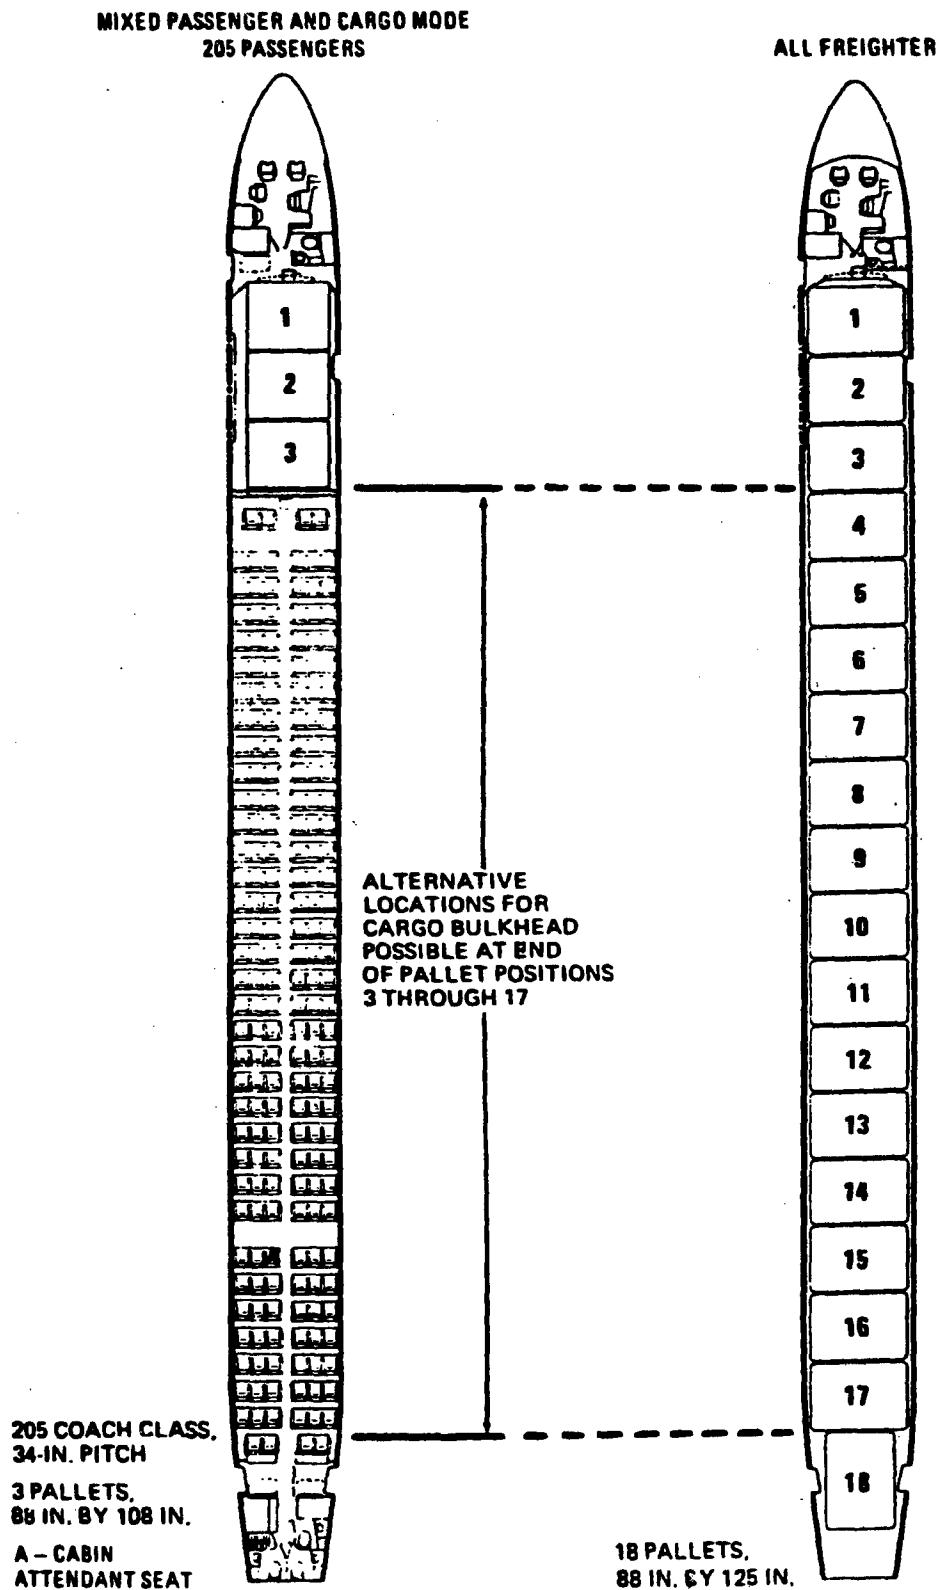 MIXED PASSENGER AND CARGO MODE
205 PASSENGERS
ALL FREIGHTER
1
2
3
1
2
3
4
5
6
7
8
9
10
11
12
13
14
15
16
17
18
ALTERNATIVE
LOCATIONS FOR
CARGO BULKHEAD
POSSIBLE AT END
OF PALLET POSITIONS
3 THROUGH 17
205 COACH CLASS,
34-IN. PITCH
3 PALLETS,
88 IN. BY 108 IN.
A – CABIN
ATTENDANT SEAT
18 PALLETS,
88 IN. BY 125 IN.